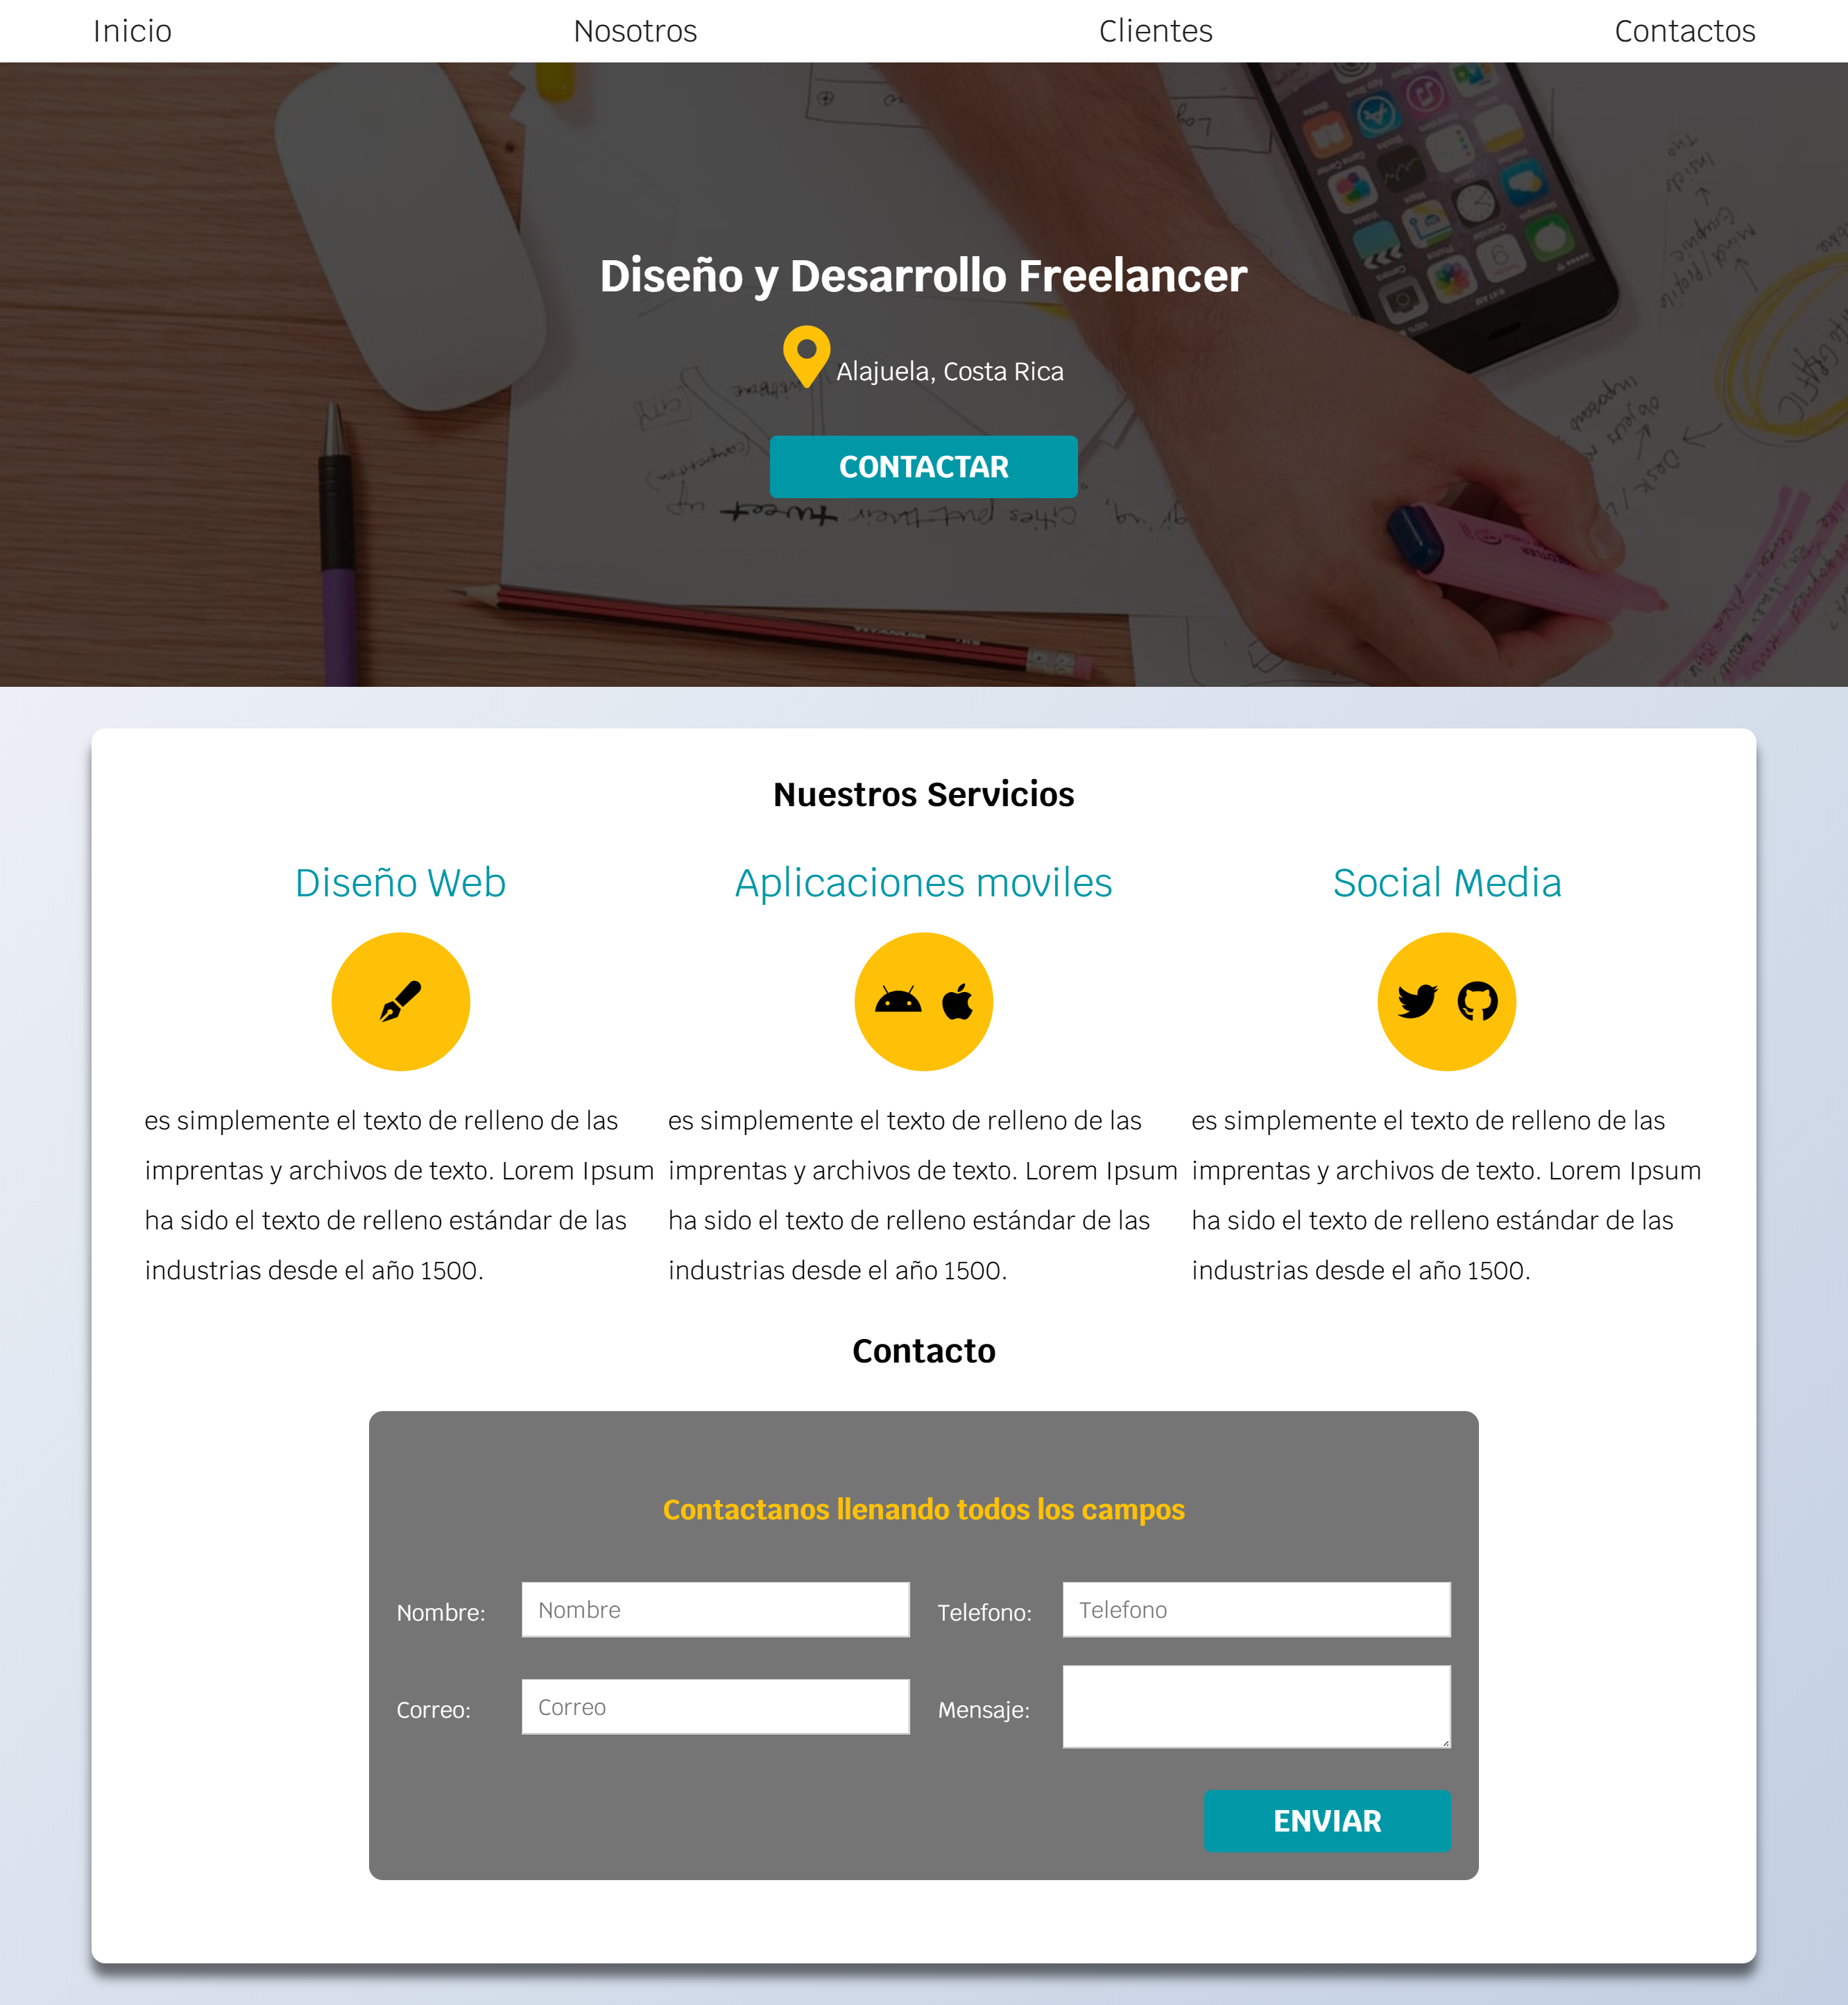 Inicio Nosotros Clientes Contactos
Diseño y Desarrollo Freelancer
Alajuela, Costa Rica
CONTACTAR
Nuestros Servicios
Diseño Web
es simplemente el texto de relleno de las
imprentas y archivos de texto. Lorem Ipsum
ha sido el texto de relleno estándar de las
industrias desde el año 1500.
Aplicaciones moviles
es simplemente el texto de relleno de las
imprentas y archivos de texto. Lorem Ipsum
ha sido el texto de relleno estándar de las
industrias desde el año 1500.
Social Media
es simplemente el texto de relleno de las
imprentas y archivos de texto. Lorem Ipsum
ha sido el texto de relleno estándar de las
industrias desde el año 1500.
Contacto
Contactanos llenando todos los campos
Nombre: Nombre
Telefono: Telefono
Correo: Correo
Mensaje:
ENVIAR